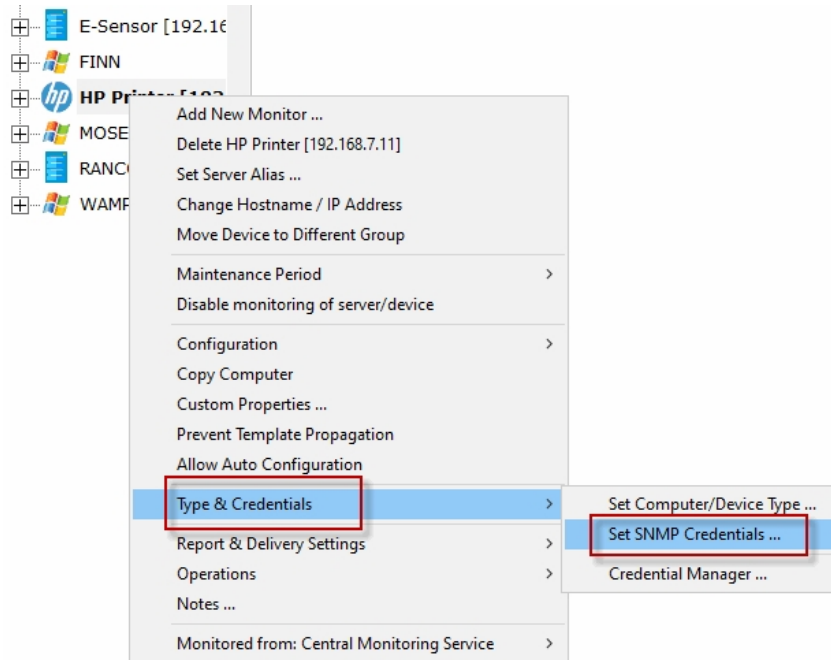 E-Sensor [192.16
FINN
HP Printer [192
MOSE
RANC
WAMP
Add New Monitor ...
Delete HP Printer [192.168.7.11]
Set Server Alias ...
Change Hostname / IP Address
Move Device to Different Group
Maintenance Period
Disable monitoring of server/device
Configuration
Copy Computer
Custom Properties ...
Prevent Template Propagation
Allow Auto Configuration
Type & Credentials
Report & Delivery Settings
Operations
Notes ...
Monitored from: Central Monitoring Service
Set Computer/Device Type ...
Set SNMP Credentials ...
Credential Manager ...